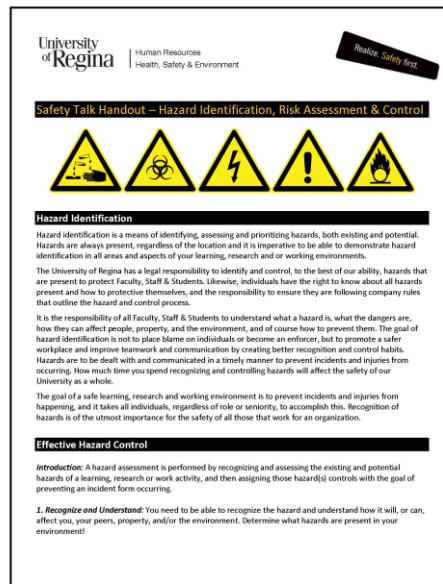 University
of Regina
Human Resources
Health, Safety & Environment
Realize. Safety first.
Safety Talk Handout – Hazard Identification, Risk Assessment & Control
Hazard Identification
Hazard identification is a means of identifying, assessing and prioritizing hazards, both existing and potential.
Hazards are always present, regardless of the location and it is imperative to be able to demonstrate hazard
identification in all areas and aspects of your learning, research or working environments.
The University of Regina has a legal responsibility to identify and control, to the best of our ability, hazards that
are present to protect Faculty, Staff & Students. Likewise, individuals have the right to know about all hazards
present and how to protective themselves, and the responsibility to ensure they are following company rules
that outline the hazard and control process.
It is the responsibility of all Faculty, Staff & Students to understand what a hazard is, what the dangers are,
how they can affect people, property, and the environment, and of course how to prevent them. The goal of
hazard identification is not to place blame on individuals or become an enforcer, but to promote a safer
workplace and improve teamwork and communication by creating better recognition and control habits.
Hazards are to be dealt with and communicated in a timely manner to prevent incidents and injuries from
occurring. How much time you spend recognizing and controlling hazards will affect the safety of our
University as a whole.
The goal of a safe learning, research and working environment is to prevent incidents and injuries from
happening, and it takes all individuals, regardless of role or seniority, to accomplish this. Recognition of
hazards is of the utmost importance for the safety of all those that work for an organization.
Effective Hazard Control
Introduction: A hazard assessment is performed by recognizing and assessing the existing and potential
hazards of a learning, research or work activity, and then assigning those hazard(s) controls with the goal of
preventing an incident form occurring.
1. Recognize and Understand: You need to be able to recognize the hazard and understand how it will, or can,
affect you, your peers, property, and/or the environment. Determine what hazards are present in your
environment!